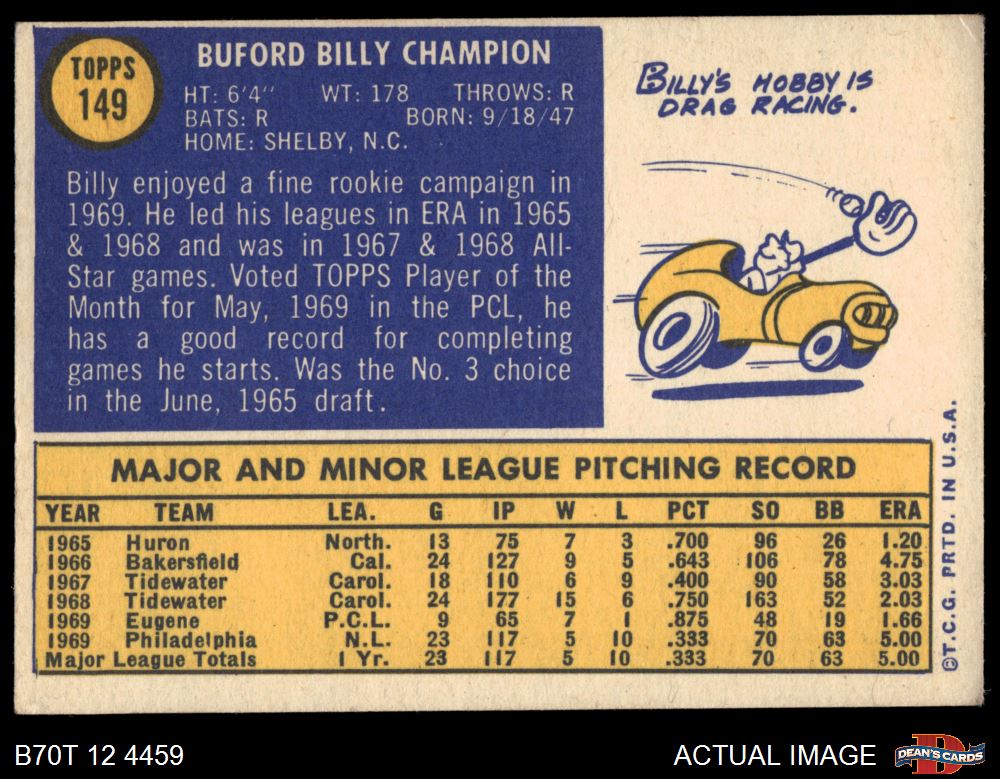 TOPPS
149
BUFORD BILLY CHAMPION
HT: 6'4" WT: 178 THROWS: R
BATS: R BORN: 9/18/47
HOME: SHELBY, N.C.
Billy enjoyed a fine rookie campaign in
1969. He led his leagues in ERA in 1965
& 1968 and was in 1967 & 1968 All-
Star games. Voted TOPPS Player of the
Month for May, 1969 in the PCL, he
has a good record for completing
games he starts. Was the No. 3 choice
in the June, 1965 draft.
BILLY'S HOBBY IS
DRAG RACING.
MAJOR AND MINOR LEAGUE PITCHING RECORD
YEAR TEAM LEA. G IP W L PCT SO BB ERA
1965 Huron North. 13 75 7 3 .700 96 26 1.20
1966 Bakersfield Cal. 24 127 9 5 .643 106 78 4.75
1967 Tidewater Carol. 18 110 6 9 .400 90 58 3.03
1968 Tidewater Carol. 24 177 15 6 .750 163 52 2.03
1969 Eugene P.C.L. 9 65 7 1 .875 48 19 1.66
1969 Philadelphia N.L. 23 117 5 10 .333 70 63 5.00
Major League Totals 1 Yr. 23 117 5 10 .333 70 63 5.00
©T.C.G. PRTD. IN U.S.A.
B70T 12 4459
ACTUAL IMAGE
D
DEAN'S CARDS